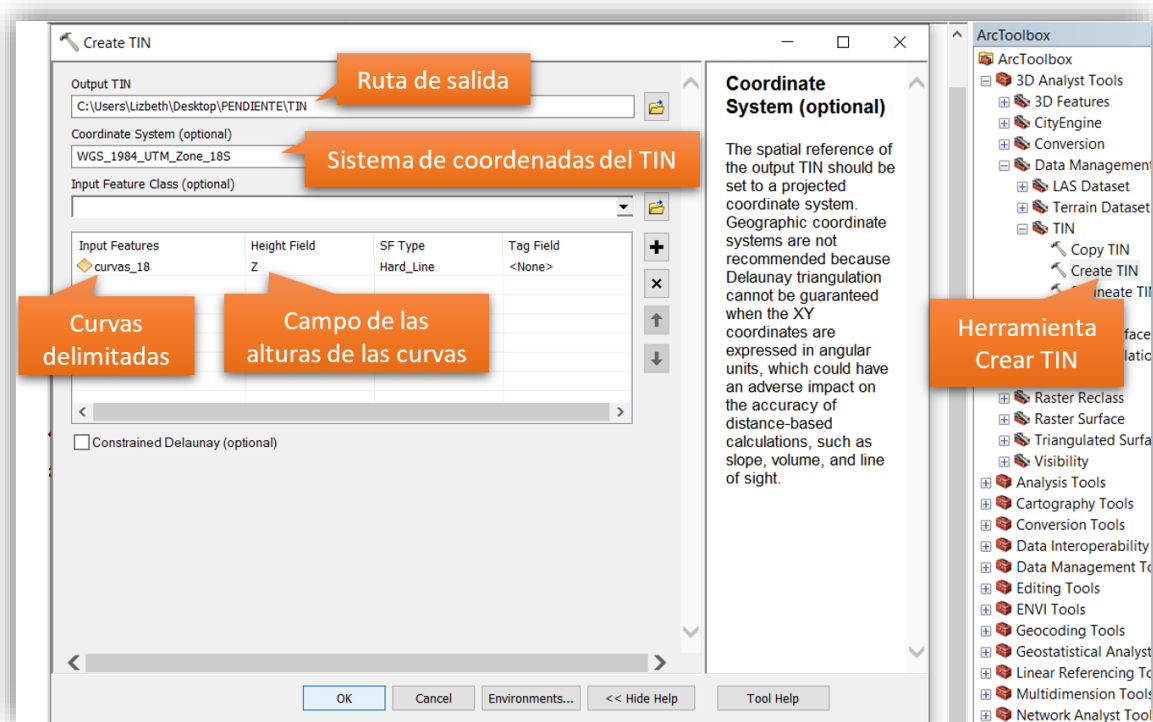 Create TIN
Output TIN
Ruta de salida
C:\Users\Lizbeth\Desktop\PENDIENTE\TIN
Coordinate System (optional)
WGS_1984_UTM_Zone_18S
Sistema de coordenadas del TIN
Input Feature Class (optional)
Input Features Height Field SF Type Tag Field
curvas_18 Z Hard_Line <None>
Curvas
delimitadas
Campo de las
alturas de las curvas
Constrained Delaunay (optional)
OK Cancel Environments... << Hide Help Tool Help
Coordinate
System (optional)
The spatial reference of
the output TIN should be
set to a projected
coordinate system.
Geographic coordinate
systems are not
recommended because
Delaunay triangulation
cannot be guaranteed
when the XY
coordinates are
expressed in angular
units, which could have
an adverse impact on
the accuracy of
distance-based
calculations, such as
slope, volume, and line
of sight.
ArcToolbox
ArcToolbox
3D Analyst Tools
3D Features
CityEngine
Conversion
Data Management
LAS Dataset
Terrain Dataset
TIN
Copy TIN
Create TIN
Herramienta
Crear TIN
Raster Reclass
Raster Surface
Triangulated Surfa
Visibility
Analysis Tools
Cartography Tools
Conversion Tools
Data Interoperability
Data Management To
Editing Tools
ENVI Tools
Geocoding Tools
Geostatistical Analyst
Linear Referencing To
Multidimension Tools
Network Analyst Tool